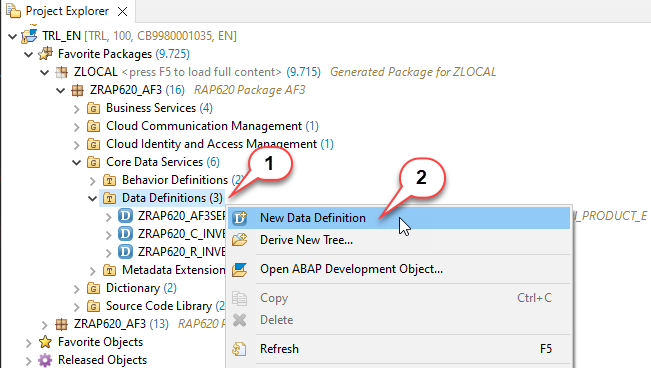 Project Explorer
TRL_EN [TRL, 100, CB9980001035, EN]
Favorite Packages (9.725)
ZLOCAL <press F5 to load full content> (9.715) Generated Package for ZLOCAL
ZRAP620_AF3 (16) RAP620 Package AF3
Business Services (4)
Cloud Communication Management (1)
Cloud Identity and Access Management (1)
Core Data Services (6)
1
Behavior Definitions (2)
2
Data Definitions (3)
ZRAP620_AF3SER
New Data Definition
_PRODUCT_E
ZRAP620_C_INVE
Derive New Tree...
ZRAP620_R_INVE
Metadata Extension
Open ABAP Development Object...
Dictionary (2)
Copy Ctrl+C
Source Code Library (2)
Delete
ZRAP620_AF3 (13) RAP620 P
Favorite Objects
Refresh F5
Released Objects